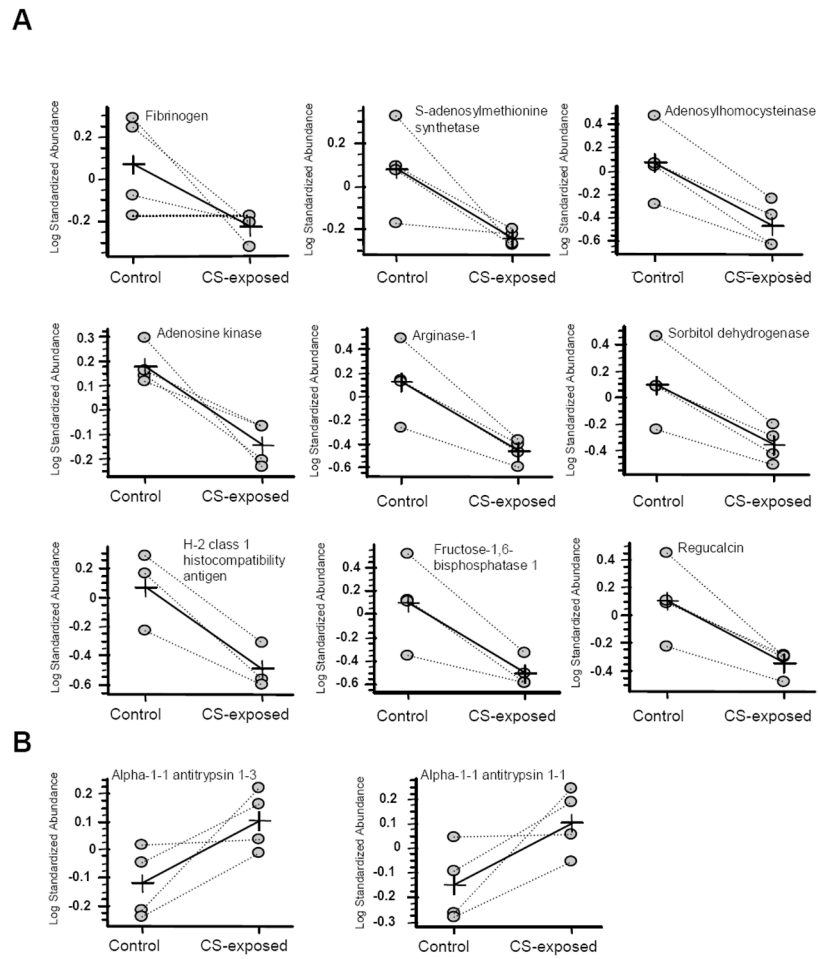 A
Log Standardized Abundance
0.2
0
-0.2
Fibrinogen
Control CS-exposed
Log Standardized Abundance
0.2
0
-0.2
S-adenosylmethionine
synthetase
Control CS-exposed
Log Standardized Abundance
0.4
0.2
0
-0.2
-0.4
-0.6
Adenosylhomocysteinase
Control CS-exposed
Log Standardized Abundance
0.3
0.2
0.1
0
-0.1
-0.2
Adenosine kinase
Control CS-exposed
Log Standardized Abundance
0.4
0.2
0
-0.2
-0.4
-0.6
Arginase-1
Control CS-exposed
Log Standardized Abundance
0.4
0.2
0
-0.2
-0.4
Sorbitol dehydrogenase
Control CS-exposed
Log Standardized Abundance
0.2
0
-0.2
-0.4
-0.6
H-2 class 1
histocompatibility
antigen
Control CS-exposed
Log Standardized Abundance
0.4
0.2
0
-0.2
-0.4
-0.6
Fructose-1,6-
bisphosphatase 1
Control CS-exposed
Log Standardized Abundance
0.4
0.2
0
-0.2
-0.4
Regucalcin
Control CS-exposed
B
Log Standardized Abundance
0.2
0.1
0
-0.1
-0.2
Alpha-1-1 antitrypsin 1-3
Control CS-exposed
Log Standardized Abundance
0.2
0.1
0
-0.1
-0.2
-0.3
Alpha-1-1 antitrypsin 1-1
Control CS-exposed